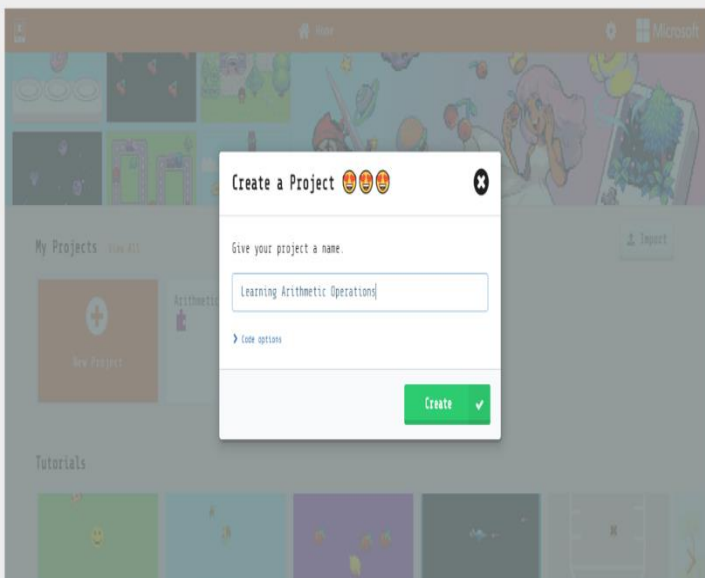 Home
Microsoft
Create a Project 🤩🤩🤩
Give your project a name.
Learning Arithmetic Operations
Code options
Create
My Projects View All
Import
Arithmetic
New Project
Tutorials